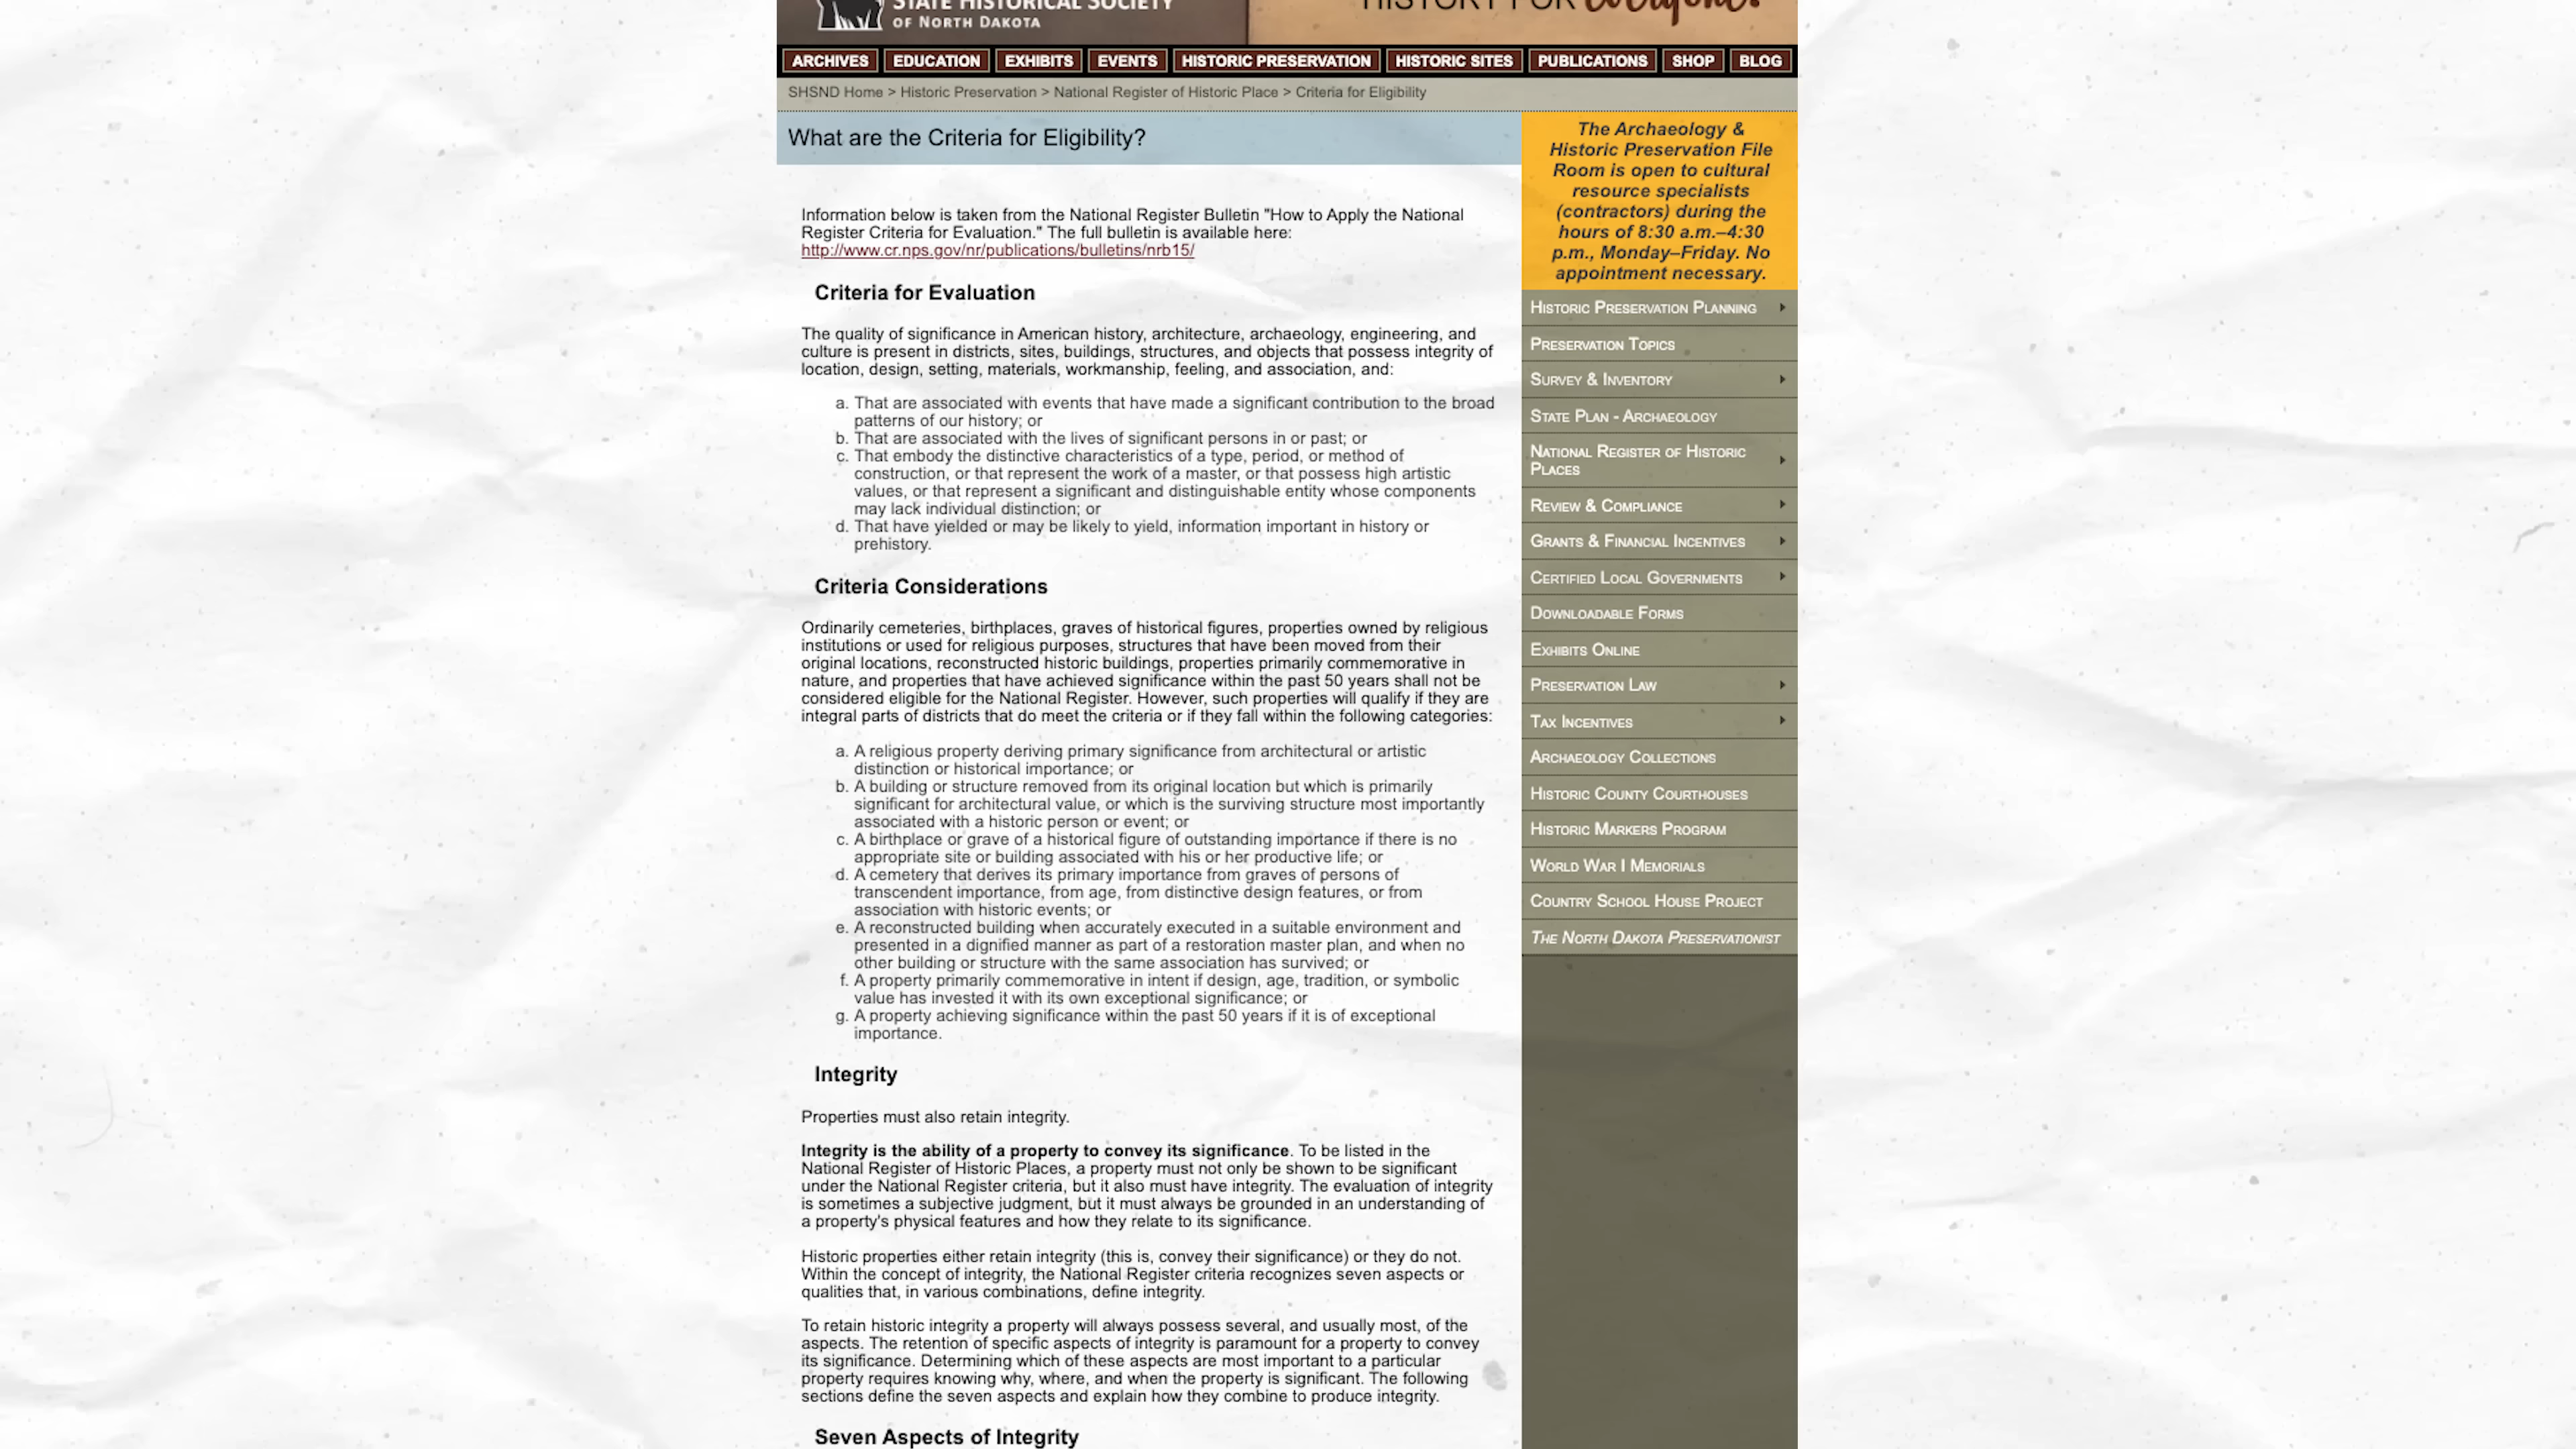 STATE HISTORICAL SOCIETY
OF NORTH DAKOTA
HISTORY FOR everyone.
ARCHIVES EDUCATION EXHIBITS EVENTS HISTORIC PRESERVATION HISTORIC SITES PUBLICATIONS SHOP BLOG
SHSND Home > Historic Preservation > National Register of Historic Place > Criteria for Eligibility
What are the Criteria for Eligibility?
Information below is taken from the National Register Bulletin "How to Apply the National
Register Criteria for Evaluation." The full bulletin is available here:
http://www.cr.nps.gov/nr/publications/bulletins/nrb15/
Criteria for Evaluation
The quality of significance in American history, architecture, archaeology, engineering, and
culture is present in districts, sites, buildings, structures, and objects that possess integrity of
location, design, setting, materials, workmanship, feeling, and association, and:
a. That are associated with events that have made a significant contribution to the broad
patterns of our history; or
b. That are associated with the lives of significant persons in or past; or
c. That embody the distinctive characteristics of a type, period, or method of
construction, or that represent the work of a master, or that possess high artistic
values, or that represent a significant and distinguishable entity whose components
may lack individual distinction; or
d. That have yielded or may be likely to yield, information important in history or
prehistory.
Criteria Considerations
Ordinarily cemeteries, birthplaces, graves of historical figures, properties owned by religious
institutions or used for religious purposes, structures that have been moved from their
original locations, reconstructed historic buildings, properties primarily commemorative in
nature, and properties that have achieved significance within the past 50 years shall not be
considered eligible for the National Register. However, such properties will qualify if they are
integral parts of districts that do meet the criteria or if they fall within the following categories:
a. A religious property deriving primary significance from architectural or artistic
distinction or historical importance; or
b. A building or structure removed from its original location but which is primarily
significant for architectural value, or which is the surviving structure most importantly
associated with a historic person or event; or
c. A birthplace or grave of a historical figure of outstanding importance if there is no
appropriate site or building associated with his or her productive life; or
d. A cemetery that derives its primary importance from graves of persons of
transcendent importance, from age, from distinctive design features, or from
association with historic events; or
e. A reconstructed building when accurately executed in a suitable environment and
presented in a dignified manner as part of a restoration master plan, and when no
other building or structure with the same association has survived; or
f. A property primarily commemorative in intent if design, age, tradition, or symbolic
value has invested it with its own exceptional significance; or
g. A property achieving significance within the past 50 years if it is of exceptional
importance.
Integrity
Properties must also retain integrity.
Integrity is the ability of a property to convey its significance. To be listed in the
National Register of Historic Places, a property must not only be shown to be significant
under the National Register criteria, but it also must have integrity. The evaluation of integrity
is sometimes a subjective judgment, but it must always be grounded in an understanding of
a property's physical features and how they relate to its significance.
Historic properties either retain integrity (this is, convey their significance) or they do not.
Within the concept of integrity, the National Register criteria recognizes seven aspects or
qualities that, in various combinations, define integrity.
To retain historic integrity a property will always possess several, and usually most, of the
aspects. The retention of specific aspects of integrity is paramount for a property to convey
its significance. Determining which of these aspects are most important to a particular
property requires knowing why, where, and when the property is significant. The following
sections define the seven aspects and explain how they combine to produce integrity.
Seven Aspects of Integrity
The Archaeology &
Historic Preservation File
Room is open to cultural
resource specialists
(contractors) during the
hours of 8:30 a.m.–4:30
p.m., Monday–Friday. No
appointment necessary.
Historic Preservation Planning
Preservation Topics
Survey & Inventory
State Plan - Archaeology
National Register of Historic
Places
Review & Compliance
Grants & Financial Incentives
Certified Local Governments
Downloadable Forms
Exhibits Online
Preservation Law
Tax Incentives
Archaeology Collections
Historic County Courthouses
Historic Markers Program
World War I Memorials
Country School House Project
The North Dakota Preservationist